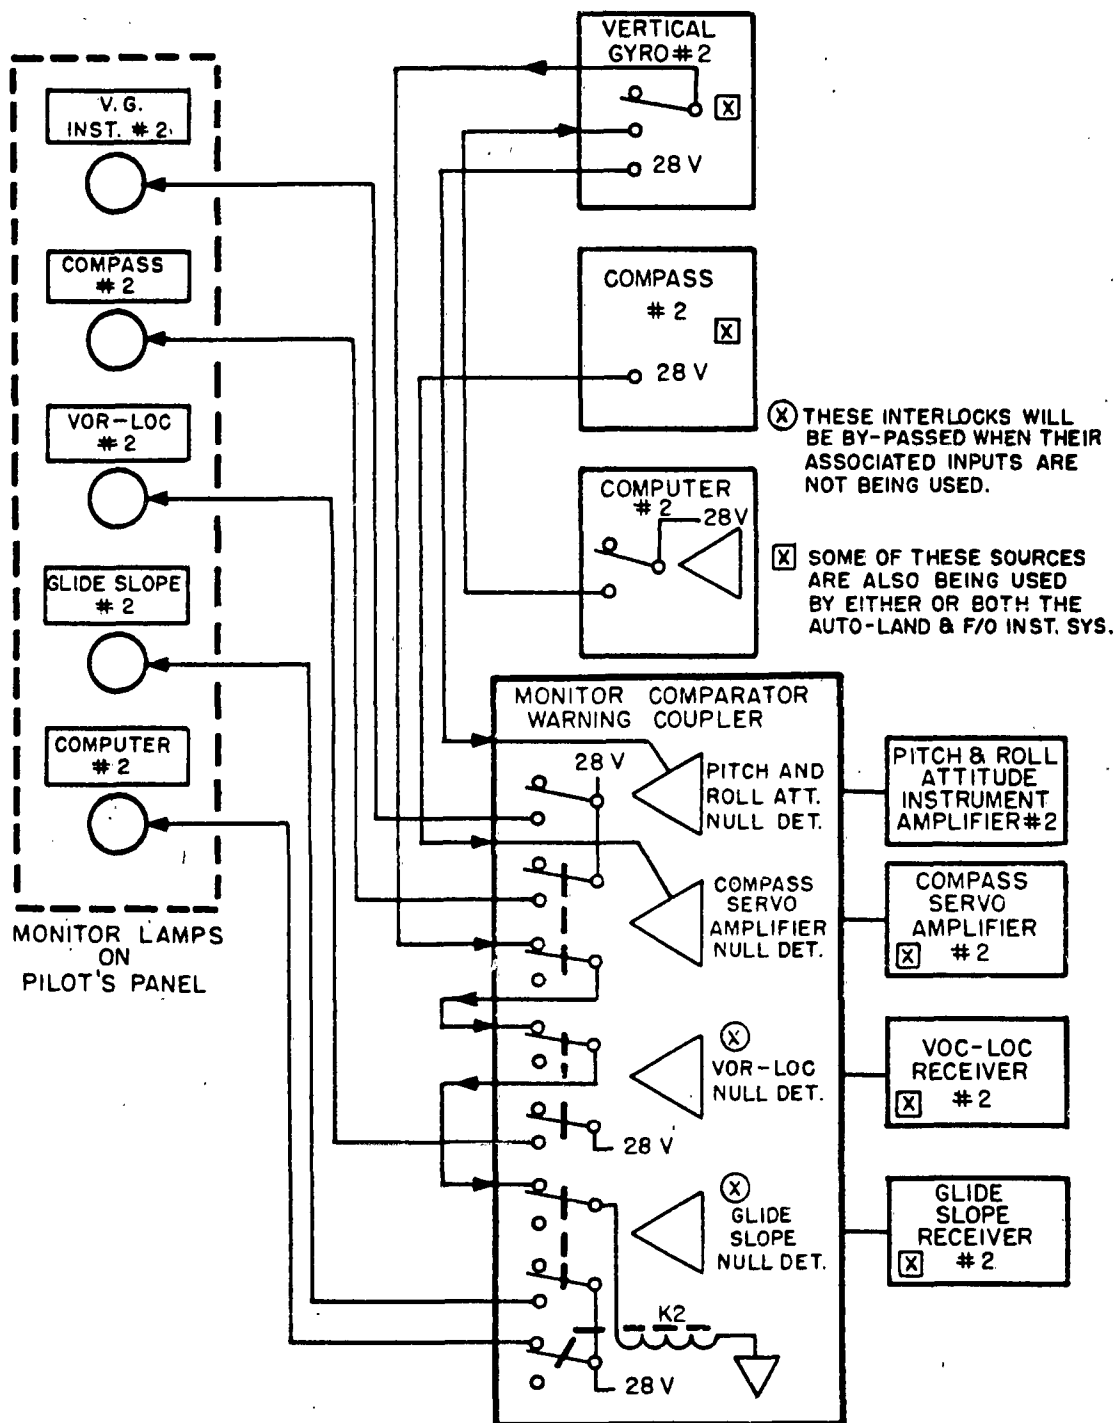 V. G.
INST. # 2
COMPASS
# 2
VOR-LOC
# 2
GLIDE SLOPE
# 2
COMPUTER
# 2
MONITOR LAMPS
ON
PILOT'S PANEL
VERTICAL
GYRO # 2
X
28 V
COMPASS
# 2
X
28 V
X THESE INTERLOCKS WILL
BE BY-PASSED WHEN THEIR
ASSOCIATED INPUTS ARE
NOT BEING USED.
COMPUTER
# 2
28V
X SOME OF THESE SOURCES
ARE ALSO BEING USED
BY EITHER OR BOTH THE
AUTO-LAND & F/O INST. SYS.
MONITOR COMPARATOR
WARNING COUPLER
28 V
PITCH AND
ROLL ATT.
NULL DET.
PITCH & ROLL
ATTITUDE
INSTRUMENT
AMPLIFIER #2
COMPASS
SERVO
AMPLIFIER
NULL DET.
COMPASS
SERVO
AMPLIFIER
X # 2
X
VOR-LOC
NULL DET.
28 V
VOC-LOC
RECEIVER
X # 2
X
GLIDE
SLOPE
NULL DET.
GLIDE
SLOPE
RECEIVER
X # 2
K2
28 V